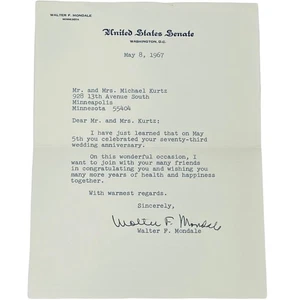 WALTER F. MONDALE
MINNESOTA
United States Senate
WASHINGTON, D.C.
May 8, 1967
Mr. and Mrs. Michael Kurtz
928 13th Avenue South
Minneapolis
Minnesota 55404
Dear Mr. and Mrs. Kurtz:
I have just learned that on May
5th you celebrated your seventy-third
wedding anniversary.
On this wonderful occasion, I
want to join with your many friends
in congratulating you and wishing you
many more years of health and happiness
together.
With warmest regards.
Sincerely,
Walter F. Mondale
Walter F. Mondale